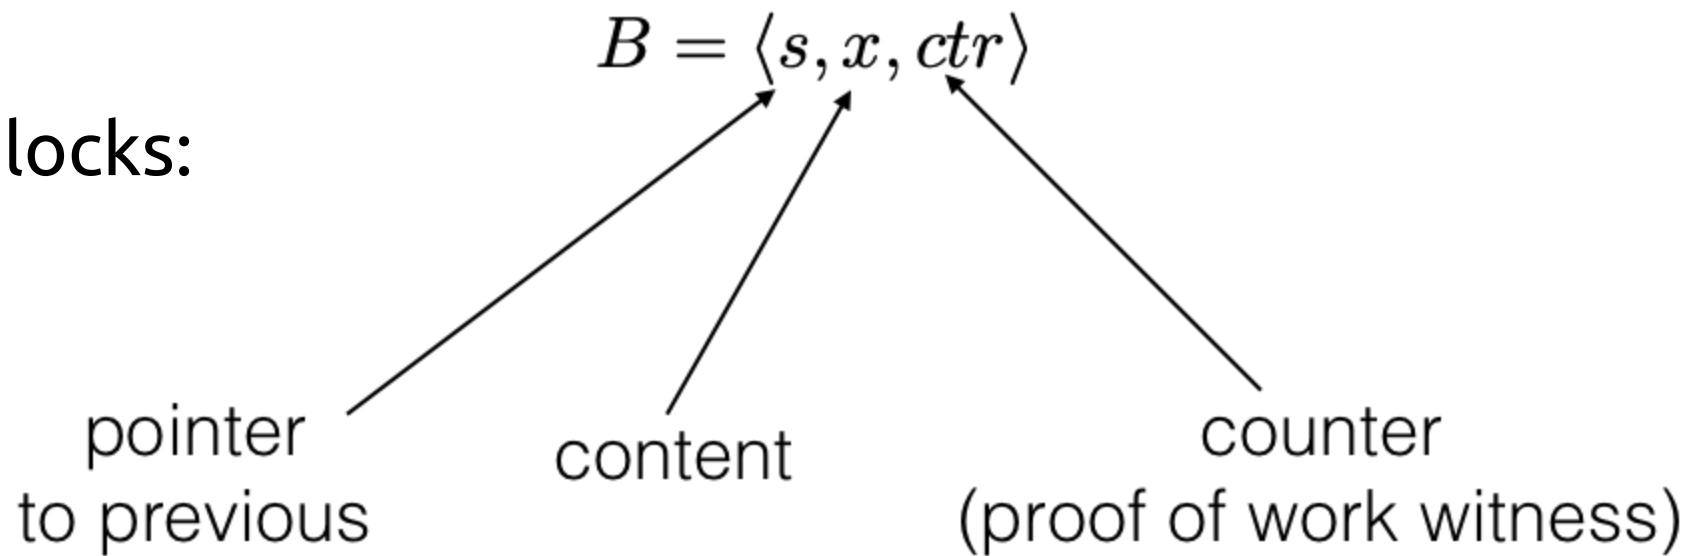 B = ⟨s, x, ctr⟩
locks:
pointer
to previous
content
counter
(proof of work witness)